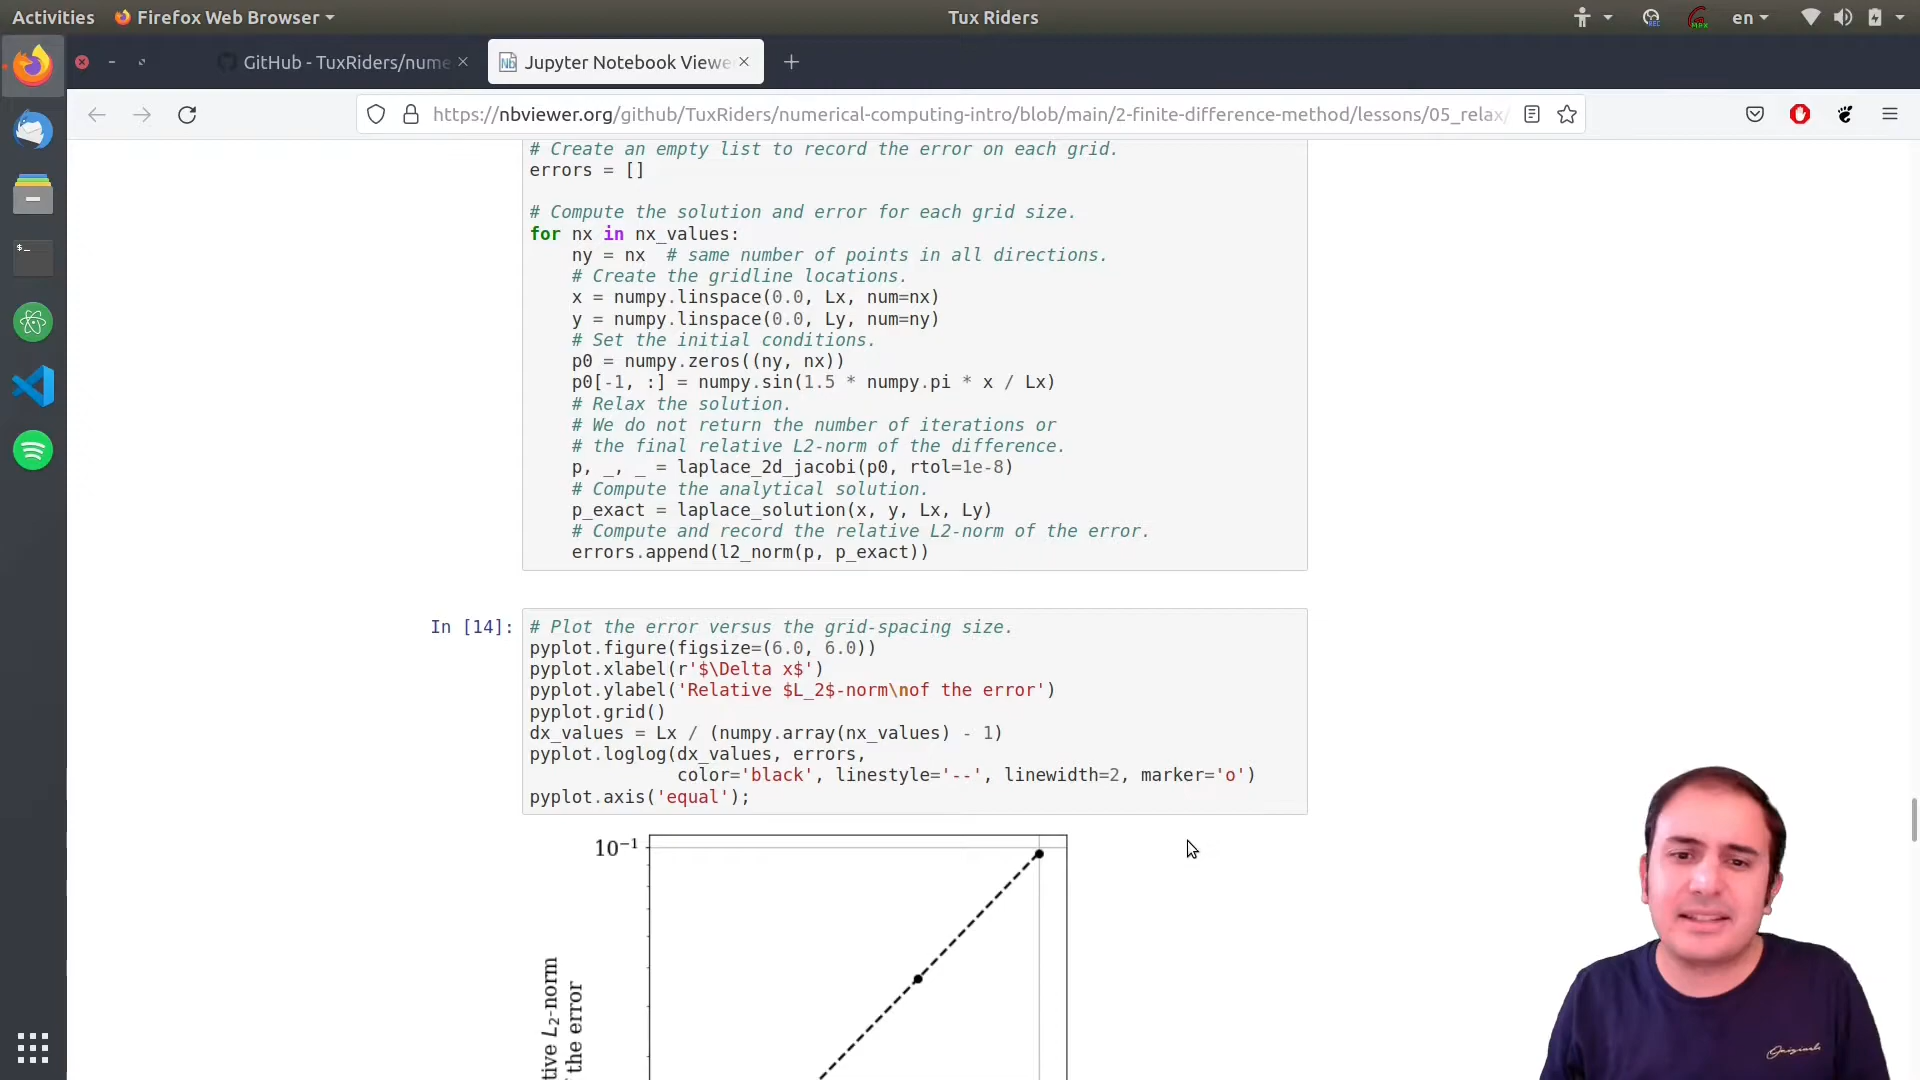 Activities
Firefox Web Browser
Tux Riders
en
GitHub - TuxRiders/nume
Jupyter Notebook Viewe
https://nbviewer.org/github/TuxRiders/numerical-computing-intro/blob/main/2-finite-difference-method/lessons/05_relax/
# Create an empty list to record the error on each grid.
errors = []
# Compute the solution and error for each grid size.
for nx in nx_values:
ny = nx  # same number of points in all directions.
# Create the gridline locations.
x = numpy.linspace(0.0, Lx, num=nx)
y = numpy.linspace(0.0, Ly, num=ny)
# Set the initial conditions.
p0 = numpy.zeros((ny, nx))
p0[-1, :] = numpy.sin(1.5 * numpy.pi * x / Lx)
# Relax the solution.
# We do not return the number of iterations or
# the final relative L2-norm of the difference.
p, _, _ = laplace_2d_jacobi(p0, rtol=1e-8)
# Compute the analytical solution.
p_exact = laplace_solution(x, y, Lx, Ly)
# Compute and record the relative L2-norm of the error.
errors.append(l2_norm(p, p_exact))
In [14]:
# Plot the error versus the grid-spacing size.
pyplot.figure(figsize=(6.0, 6.0))
pyplot.xlabel(r'$\Delta x$')
pyplot.ylabel('Relative $L_2$-norm\nof the error')
pyplot.grid()
dx_values = Lx / (numpy.array(nx_values) - 1)
pyplot.loglog(dx_values, errors,
color='black', linestyle='--', linewidth=2, marker='o')
pyplot.axis('equal');
10⁻¹
tive L₂-norm
the error
Originals